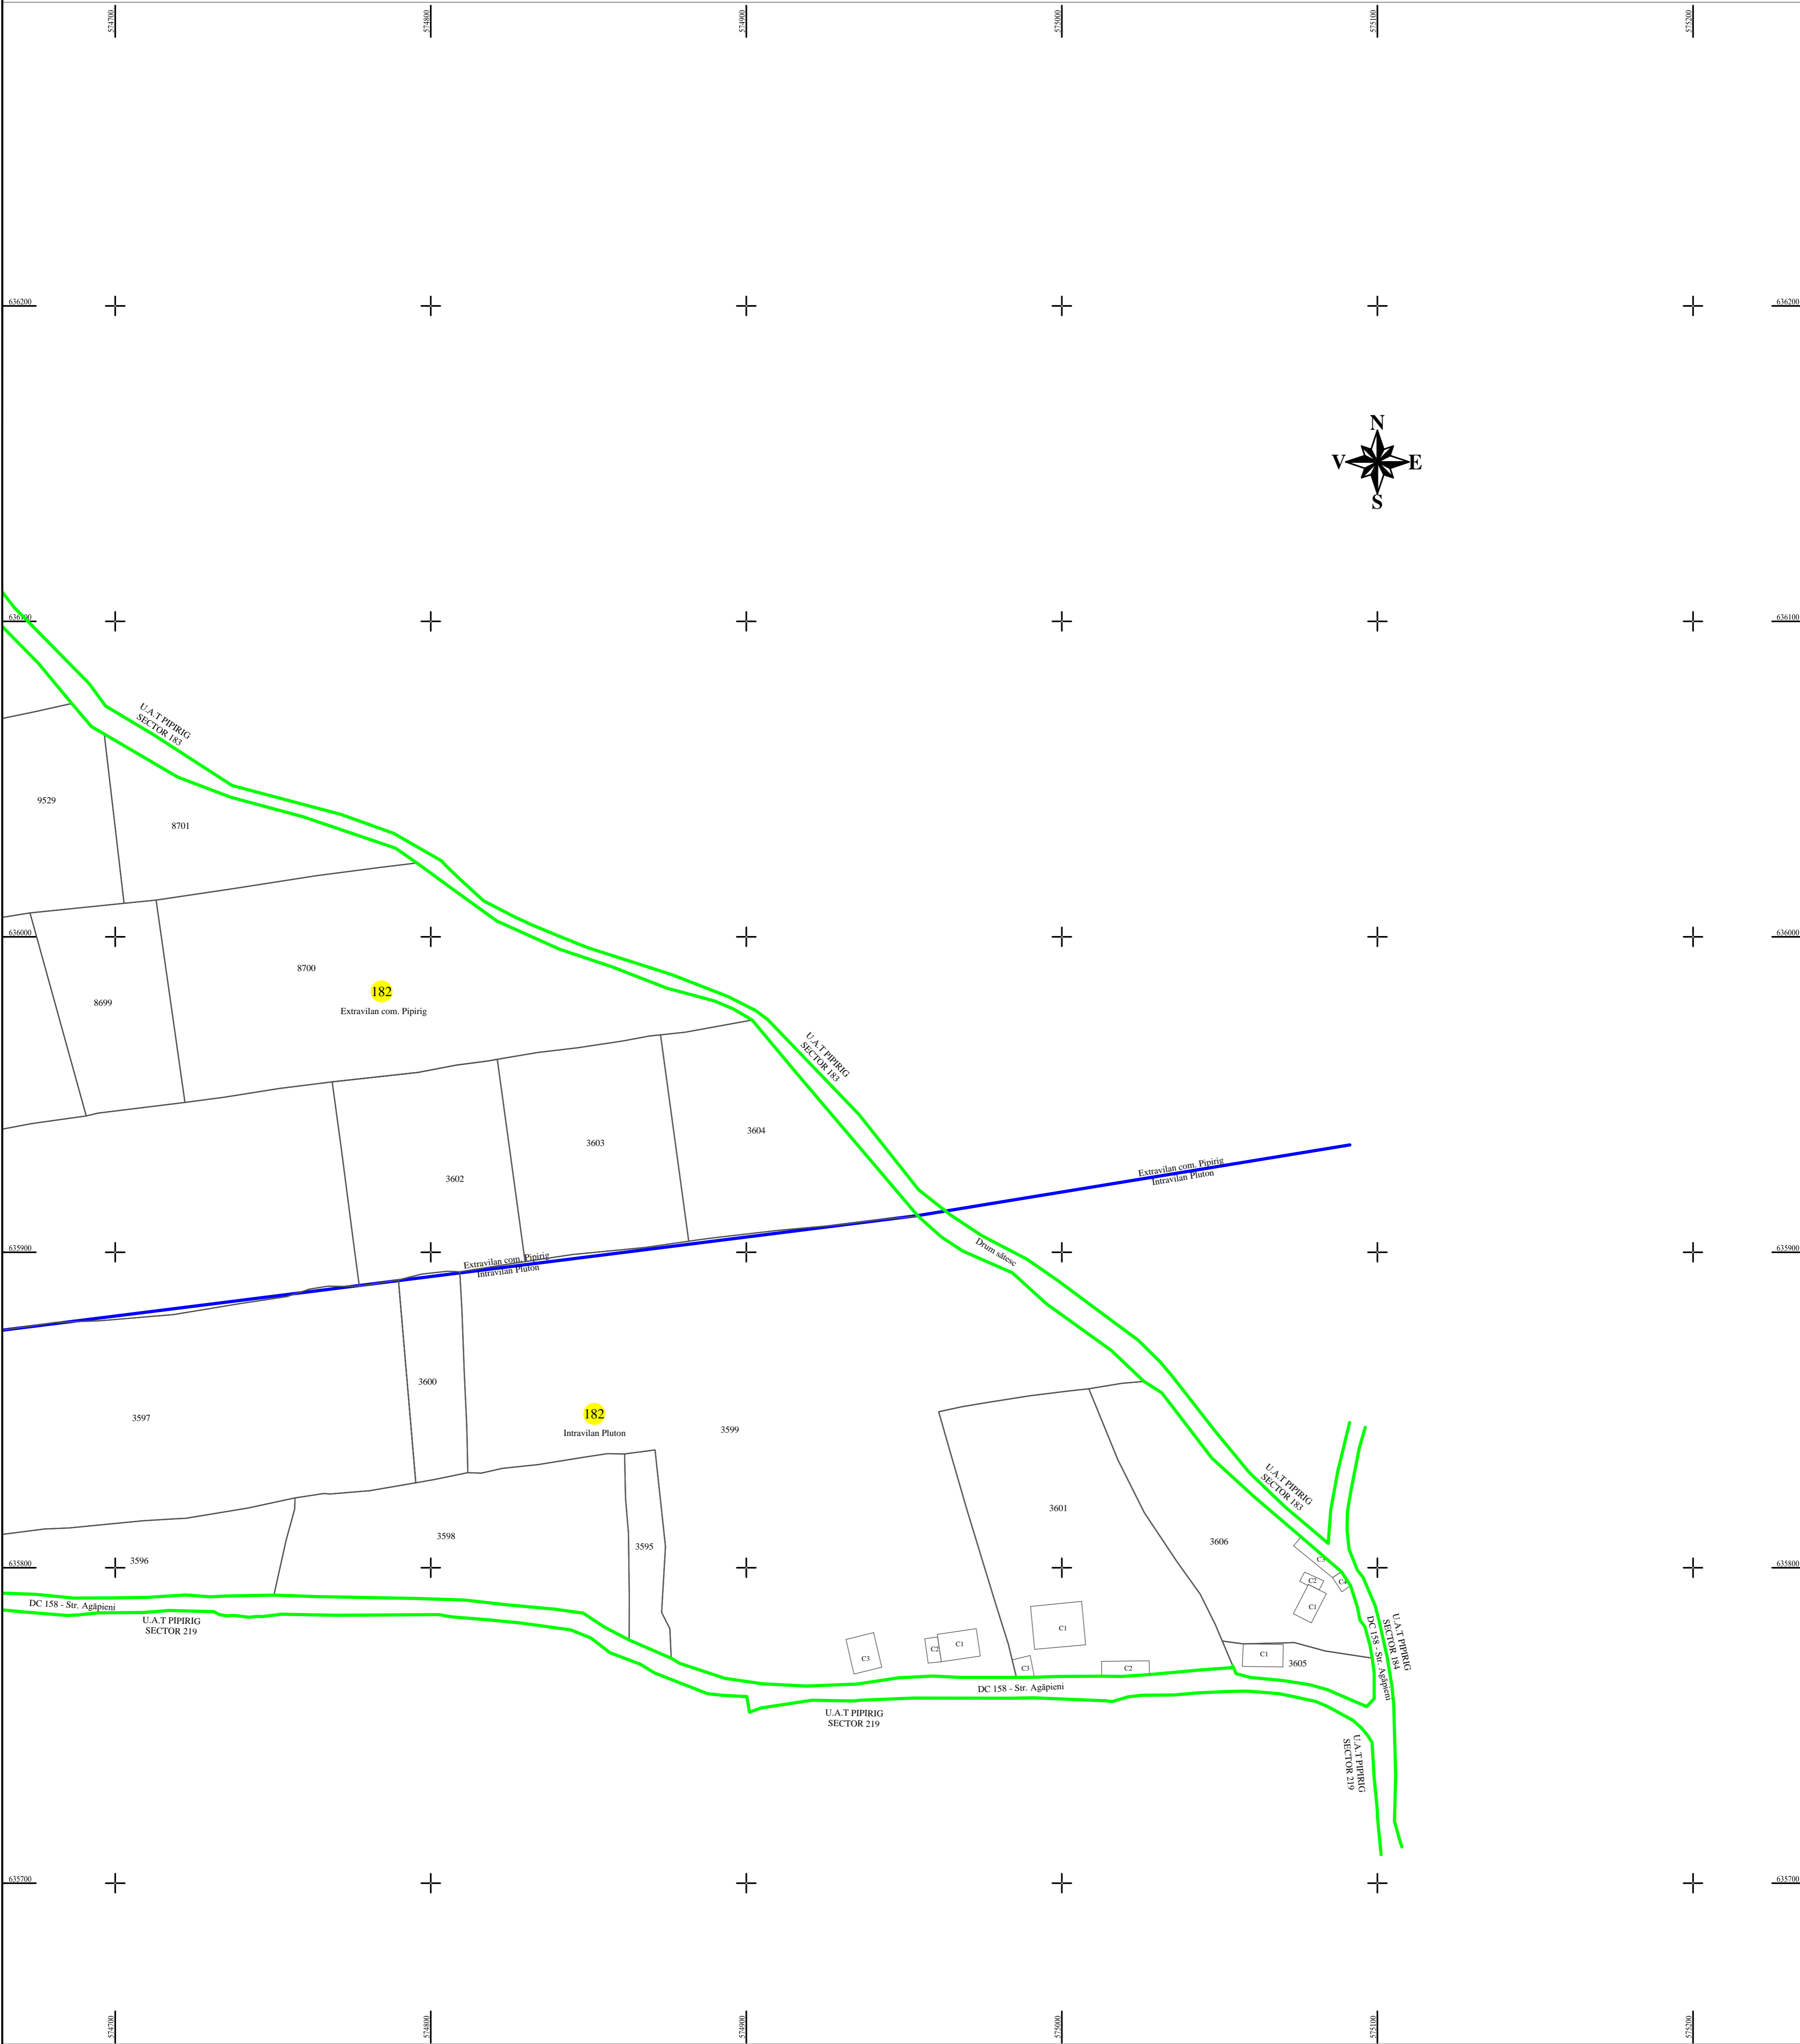 574700
574800
574900
575000
575100
575200
636200
636200
N
V
E
S
636100
636100
U.A.T PIPIRIG
SECTOR 183
9529
8701
636000
636000
8700
182
Extravilan com. Pipirig
8699
U.A.T PIPIRIG
SECTOR 183
3604
3603
3602
Extravilan com. Pipirig
Intravilan Pluton
635900
635900
Drum sătesc
Extravilan com. Pipirig
Intravilan Pluton
3600
3597
182
Intravilan Pluton
3599
U.A.T PIPIRIG
SECTOR 183
3601
3598
3595
3606
3596
635800
635800
C3
C2
C4
C1
DC 158 - Str. Agăpieni
U.A.T PIPIRIG
SECTOR 219
C1
C3
C2
C1
C3
C2
C1
3605
DC 158 - Str. Agăpieni
U.A.T PIPIRIG
SECTOR 184
DC 158 - Str. Agăpieni
U.A.T PIPIRIG
SECTOR 219
U.A.T PIPIRIG
SECTOR 219
635700
635700
574700
574800
574900
575000
575100
575200